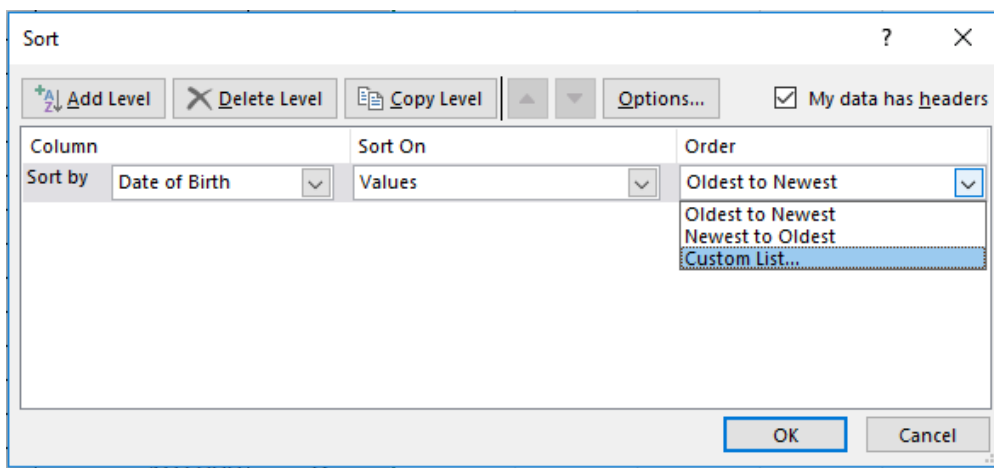 Sort ?
Add Level Delete Level Copy Level Options... My data has headers
Column Sort On Order
Sort by Date of Birth Values Oldest to Newest
Oldest to Newest
Newest to Oldest
Custom List...
OK Cancel